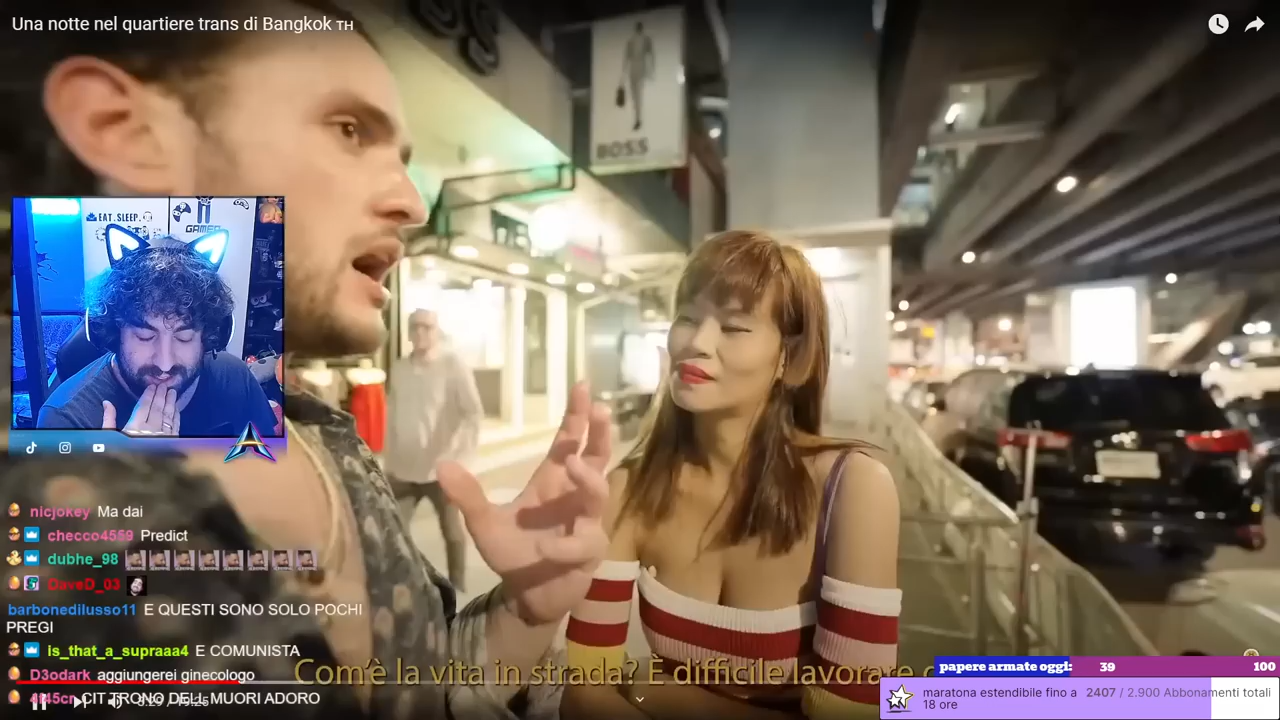 Una notte nel quartiere trans di Bangkok TH
BOSS
EAT.SLEEP.
GAMER
nicjokey Ma dai
checco4559 Predict
dubhe_98
DaveD_03
barbonedilusso11 E QUESTI SONO SOLO POCHI
PREGI
is_that_a_supraaa4 E COMUNISTA
D3odark aggiungerei ginecologo
CIT TRONO DELL MUORI ADORO
Com'è la vita in strada? È difficile lavorare
papere armate oggi: 39 100
maratona estendibile fino a
18 ore
2407 / 2.900 Abbonamenti totali